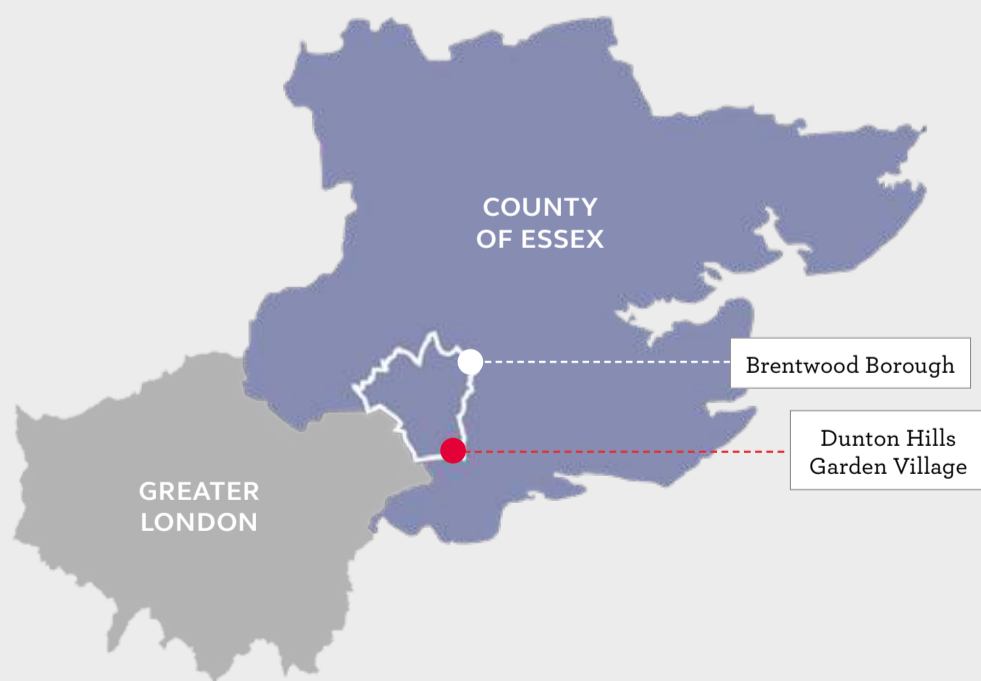 COUNTY
OF ESSEX
Brentwood Borough
Dunton Hills
Garden Village
GREATER
LONDON